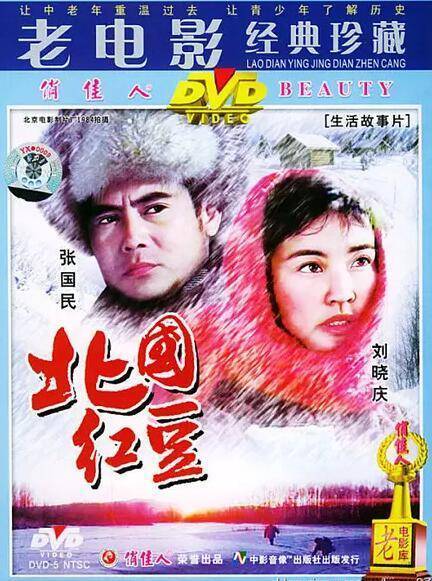 让中老年重温过去 让青少年了解历史
老电影 经典珍藏
LAO DIAN YING JING DIAN ZHEN CANG
俏佳人 DVD VIDEO BEAUTY
北京电影制片厂1984拍摄
[生活故事片]
张国民
刘晓庆
北國
红豆
俏佳人
老电影库
DVD VIDEO
DVD-5 NTSC
俏佳人 荣誉出品
中影音像出版社出版发行